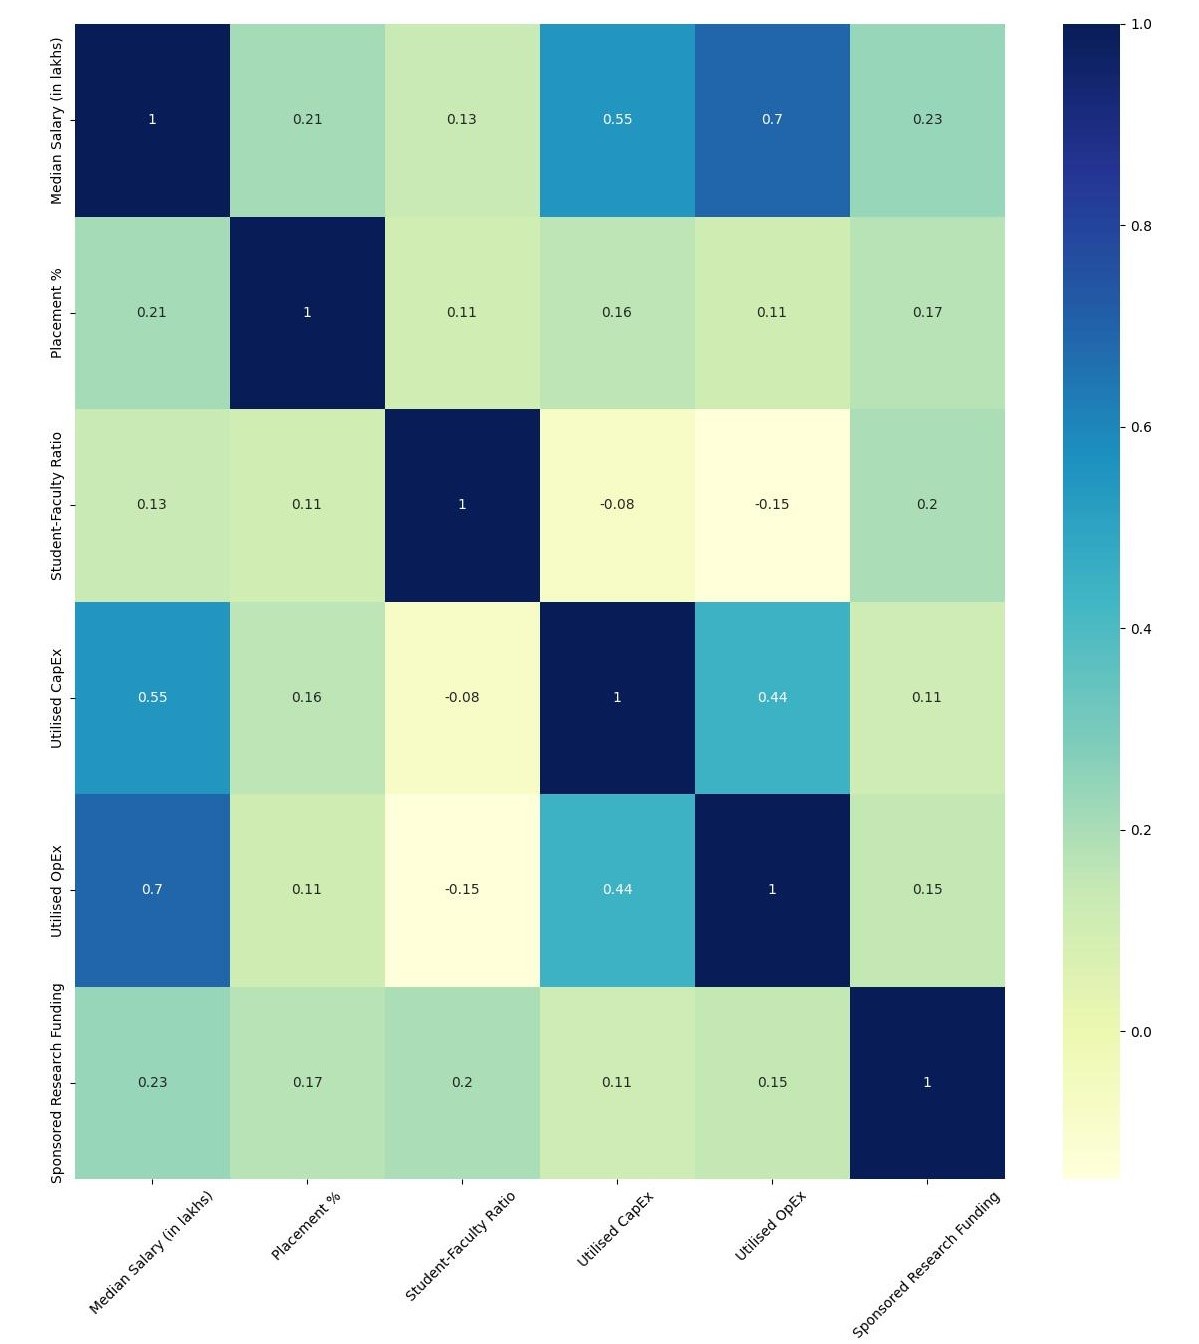 Median Salary (in lakhs)
1 0.21 0.13 0.55 0.7 0.23
Placement %
0.21 1 0.11 0.16 0.11 0.17
Student-Faculty Ratio
0.13 0.11 1 -0.08 -0.15 0.2
Utilised CapEx
0.55 0.16 -0.08 1 0.44 0.11
Utilised OpEx
0.7 0.11 -0.15 0.44 1 0.15
Sponsored Research Funding
0.23 0.17 0.2 0.11 0.15 1
Median Salary (in lakhs)
Placement %
Student-Faculty Ratio
Utilised CapEx
Utilised OpEx
Sponsored Research Funding
1.0
0.8
0.6
0.4
0.2
0.0